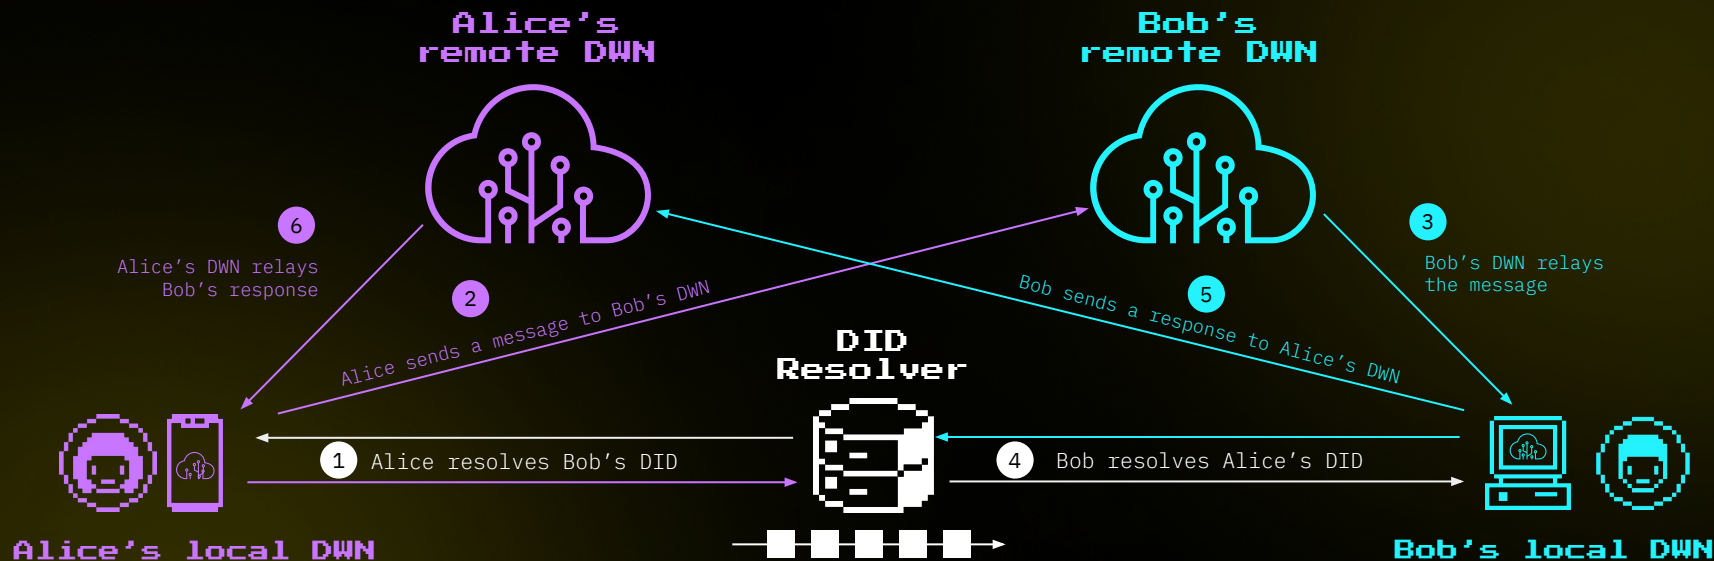 Alice's
remote DWN
Bob's
remote DWN
6
Alice's DWN relays
Bob's response
2
Alice sends a message to Bob's DWN
5
Bob sends a response to Alice's DWN
3
Bob's DWN relays
the message
DID
Resolver
1 Alice resolves Bob's DID
4 Bob resolves Alice's DID
Alice's local DWN
Bob's local DWN